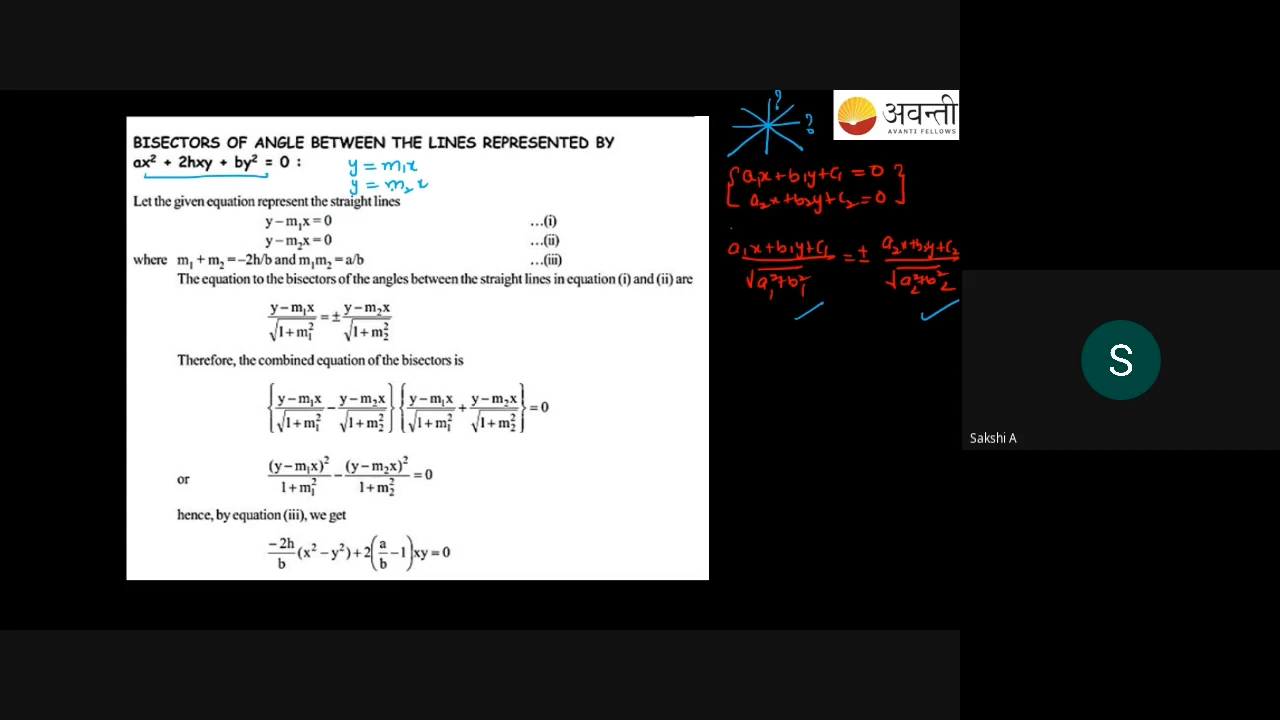 BISECTORS OF ANGLE BETWEEN THE LINES REPRESENTED BY
ax² + 2hxy + by² = 0 :
y = m₁x
y = m₂x
Let the given equation represent the straight lines
y – m₁x = 0 ...(i)
y – m₂x = 0 ...(ii)
where m₁ + m₂ = –2h/b and m₁m₂ = a/b ...(iii)
The equation to the bisectors of the angles between the straight lines in equation (i) and (ii) are
(y – m₁x)/√(1 + m₁²) = ± (y – m₂x)/√(1 + m₂²)
Therefore, the combined equation of the bisectors is
{(y – m₁x)/√(1 + m₁²) – (y – m₂x)/√(1 + m₂²)} {(y – m₁x)/√(1 + m₁²) + (y – m₂x)/√(1 + m₂²)} = 0
or (y – m₁x)²/(1 + m₁²) – (y – m₂x)²/(1 + m₂²) = 0
hence, by equation (iii), we get
–2h/b (x² – y²) + 2(a/b – 1)xy = 0
? ?
अवन्ती
AVANTI FELLOWS
a₁x + b₁y + c₁ = 0
a₂x + b₂y + c₂ = 0
(a₁x + b₁y + c₁)/√(a₁² + b₁²) = ± (a₂x + b₂y + c₂)/√(a₂² + b₂²)
S
Sakshi A